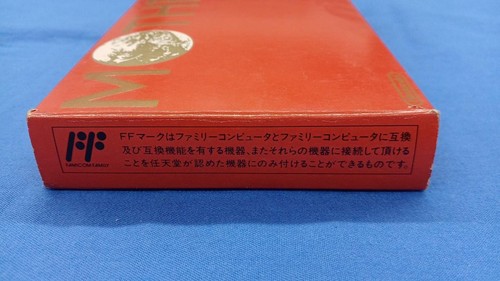 MOTH
FF
FFマークはファミリーコンピュータとファミリーコンピュータに互換
及び互換機能を有する機器、またそれらの機器に接続して頂ける
ことを任天堂が認めた機器にのみ付けることができるものです。